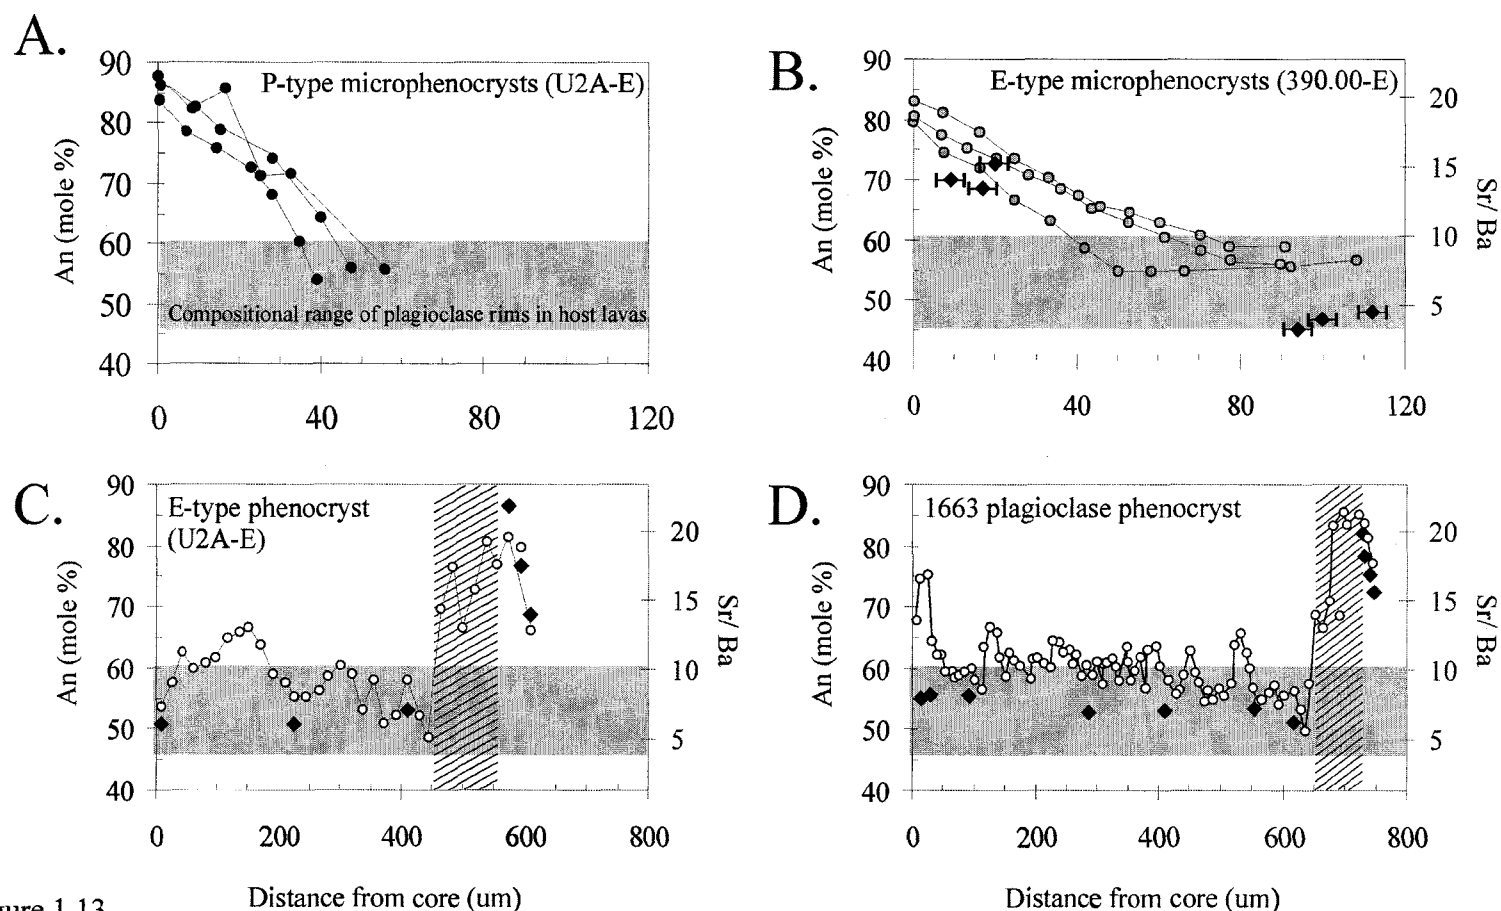 A.
P-type microphenocrysts (U2A-E)
An (mole %)
90
80
70
60
50
40
Compositional range of plagioclase rims in host lavas
0 40 80 120
B.
E-type microphenocrysts (390.00-E)
An (mole %)
90
80
70
60
50
40
20
15
10
5
Sr/ Ba
0 40 80 120
C.
E-type phenocryst
(U2A-E)
An (mole %)
90
80
70
60
50
40
20
15
10
5
Sr/ Ba
0 200 400 600 800
Distance from core (um)
D.
1663 plagioclase phenocryst
An (mole %)
90
80
70
60
50
40
20
15
10
5
Sr/ Ba
0 200 400 600 800
Distance from core (um)
gure 1.13